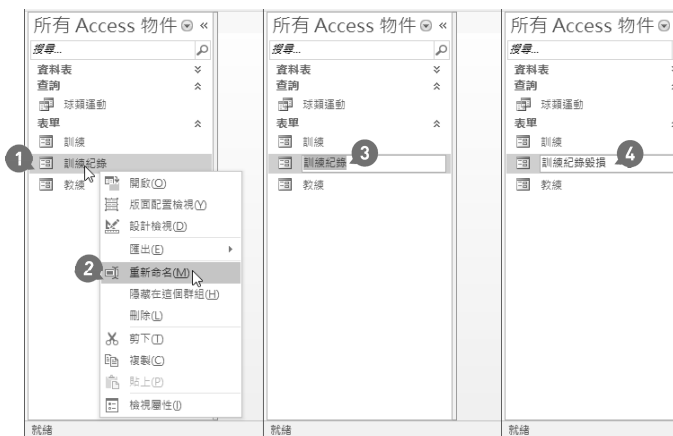 所有 Access 物件 «
搜尋...
資料表
查詢
球類運動
表單
訓練
1 訓練紀錄
教練
開啟(O)
版面配置檢視(Y)
設計檢視(D)
匯出(E)
2 重新命名(M)
隱藏在這個群組(H)
刪除(L)
剪下(T)
複製(C)
貼上(P)
檢視屬性(I)
就緒
所有 Access 物件 «
搜尋...
資料表
查詢
球類運動
表單
訓練
訓練紀錄 3
教練
就緒
所有 Access 物件
搜尋...
資料表
查詢
球類運動
表單
訓練
訓練紀錄毀損 4
教練
就緒